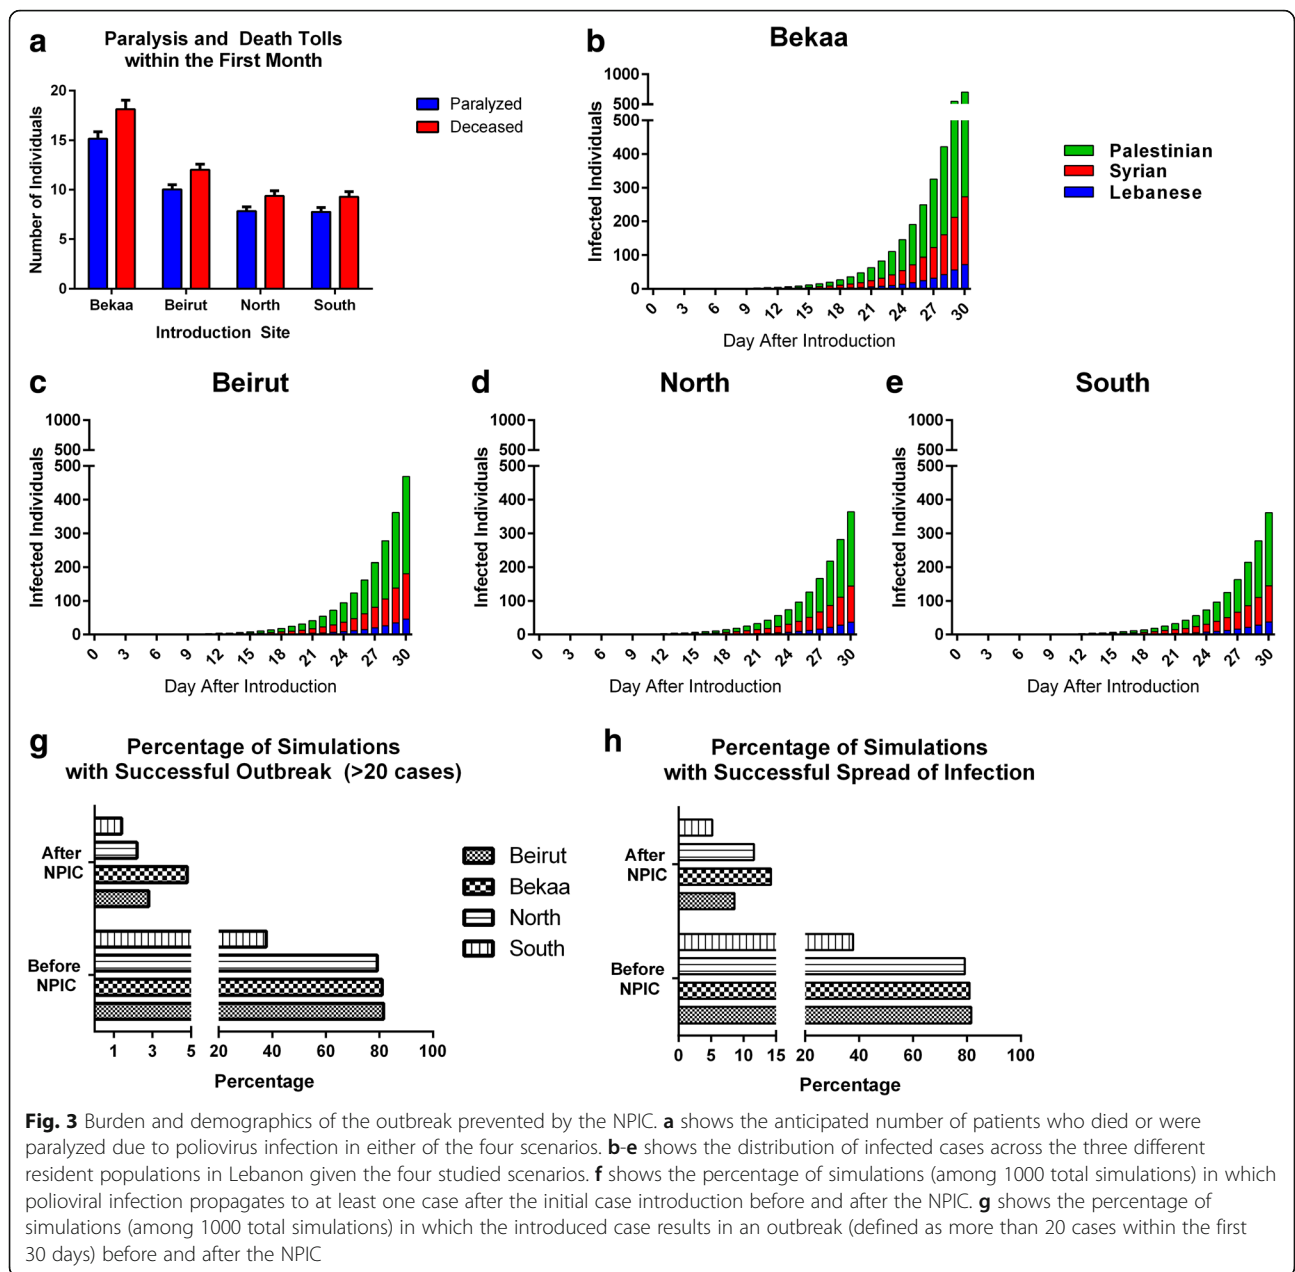 a
Paralysis and Death Tolls
within the First Month
20
15
10
5
0
Number of Individuals
Bekaa Beirut North South
Introduction Site
Paralyzed
Deceased
b
Bekaa
1000
500
500
400
300
200
100
0
Infected Individuals
0 3 6 9 12 15 18 21 24 27 30
Day After Introduction
Palestinian
Syrian
Lebanese
c
Beirut
1000
500
500
400
300
200
100
0
Infected Individuals
0 3 6 9 12 15 18 21 24 27 30
Day After Introduction
d
North
1000
500
500
400
300
200
100
0
Infected Individuals
0 3 6 9 12 15 18 21 24 27 30
Day After Introduction
e
South
1000
500
500
400
300
200
100
0
Infected Individuals
0 3 6 9 12 15 18 21 24 27 30
Day After Introduction
g
Percentage of Simulations
with Successful Outbreak (>20 cases)
After
NPIC
Before
NPIC
1 3 5 20 40 60 80 100
Percentage
Beirut
Bekaa
North
South
h
Percentage of Simulations
with Successful Spread of Infection
After
NPIC
Before
NPIC
0 5 10 15 20 40 60 80 100
Percentage
Fig. 3 Burden and demographics of the outbreak prevented by the NPIC. a shows the anticipated number of patients who died or were
paralyzed due to poliovirus infection in either of the four scenarios. b-e shows the distribution of infected cases across the three different
resident populations in Lebanon given the four studied scenarios. f shows the percentage of simulations (among 1000 total simulations) in which
polioviral infection propagates to at least one case after the initial case introduction before and after the NPIC. g shows the percentage of
simulations (among 1000 total simulations) in which the introduced case results in an outbreak (defined as more than 20 cases within the first
30 days) before and after the NPIC